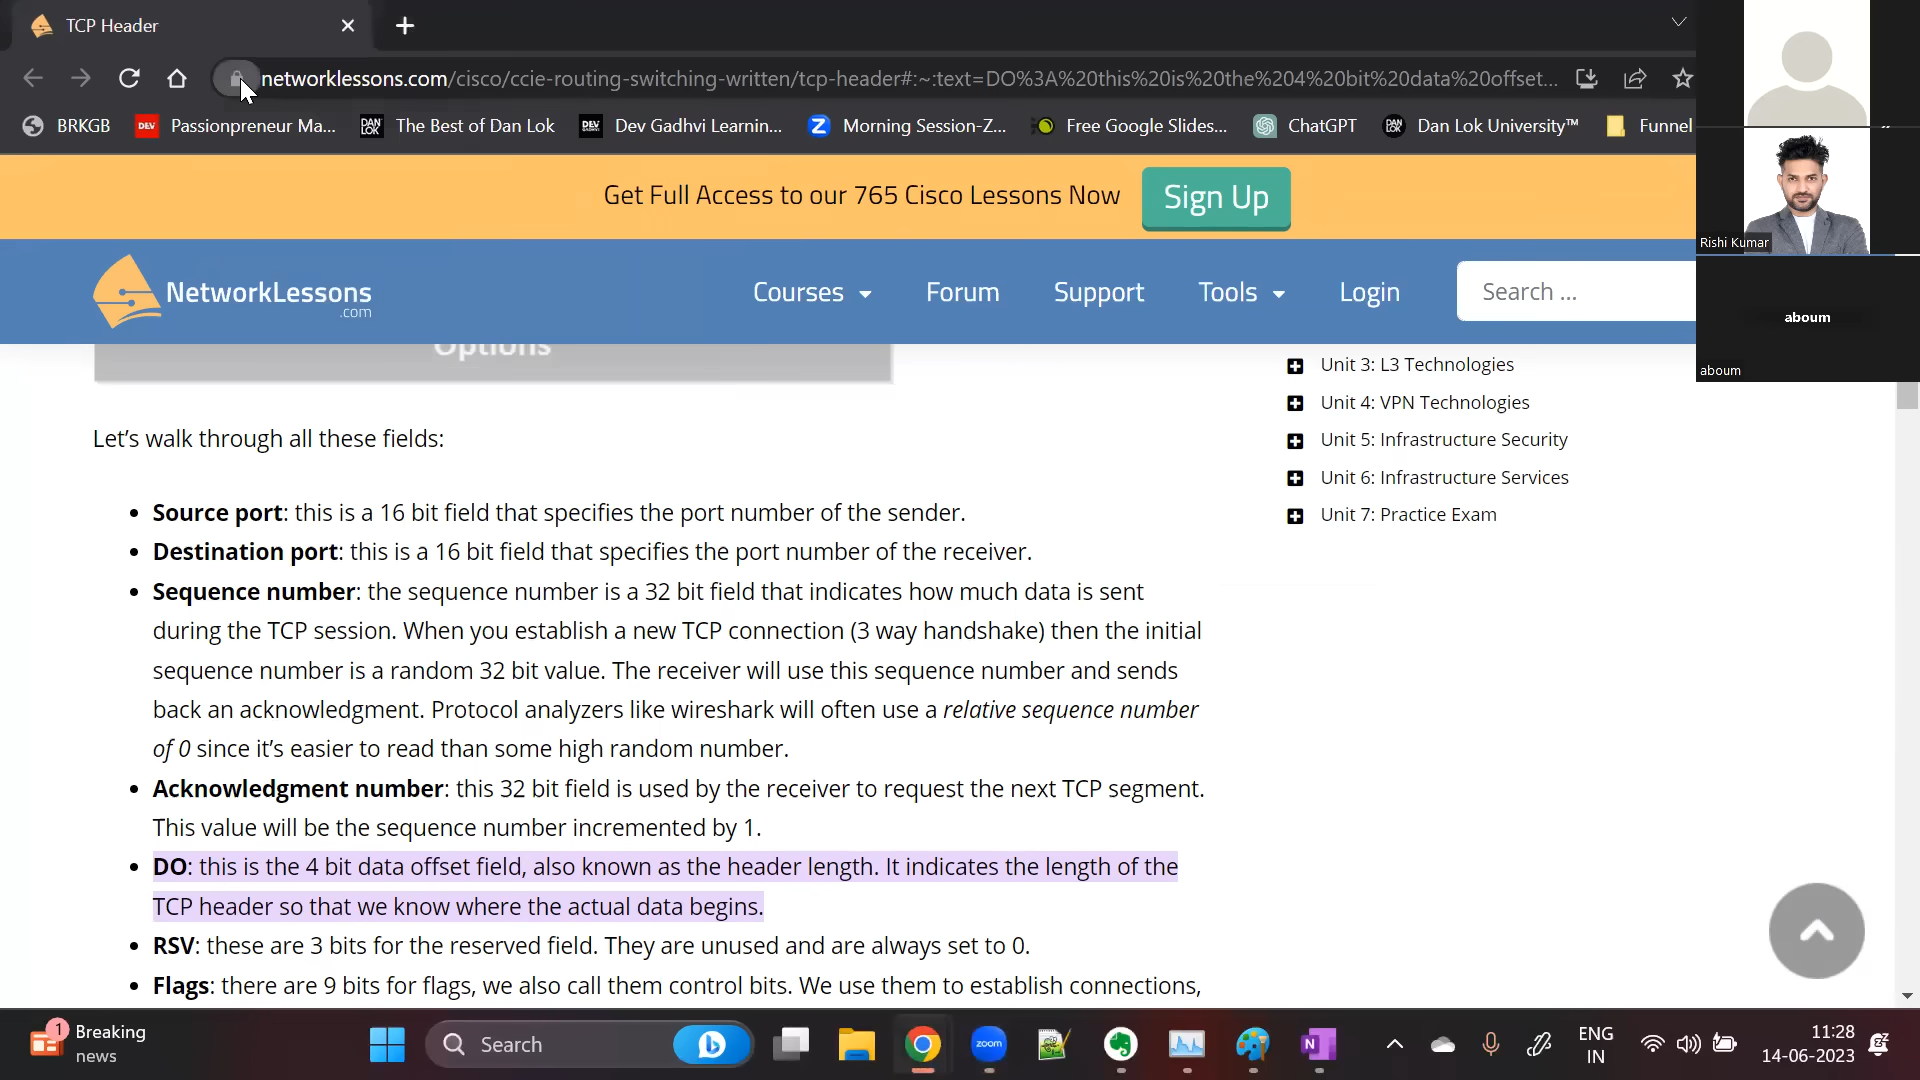 TCP Header
networklessons.com/cisco/ccie-routing-switching-written/tcp-header#:~:text=DO%3A%20this%20is%20the%204%20bit%20data%20offset...
BRKGB
DEV
Passionpreneur Ma...
DAN LOK
The Best of Dan Lok
DEV GADHVI
Dev Gadhvi Learnin...
Z
Morning Session-Z...
Free Google Slides...
ChatGPT
DAN LOK
Dan Lok University™
Funnel
Get Full Access to our 765 Cisco Lessons Now
Sign Up
NetworkLessons
.com
Courses
Forum
Support
Tools
Login
Search ...
Rishi Kumar
aboum
aboum
Options
Unit 3: L3 Technologies
Unit 4: VPN Technologies
Unit 5: Infrastructure Security
Unit 6: Infrastructure Services
Unit 7: Practice Exam
Let's walk through all these fields:
• Source port: this is a 16 bit field that specifies the port number of the sender.
• Destination port: this is a 16 bit field that specifies the port number of the receiver.
• Sequence number: the sequence number is a 32 bit field that indicates how much data is sent
during the TCP session. When you establish a new TCP connection (3 way handshake) then the initial
sequence number is a random 32 bit value. The receiver will use this sequence number and sends
back an acknowledgment. Protocol analyzers like wireshark will often use a relative sequence number
of 0 since it's easier to read than some high random number.
• Acknowledgment number: this 32 bit field is used by the receiver to request the next TCP segment.
This value will be the sequence number incremented by 1.
• DO: this is the 4 bit data offset field, also known as the header length. It indicates the length of the
TCP header so that we know where the actual data begins.
• RSV: these are 3 bits for the reserved field. They are unused and are always set to 0.
• Flags: there are 9 bits for flags, we also call them control bits. We use them to establish connections,
1
Breaking
news
Search
b
zoom
N
ENG
IN
11:28
14-06-2023